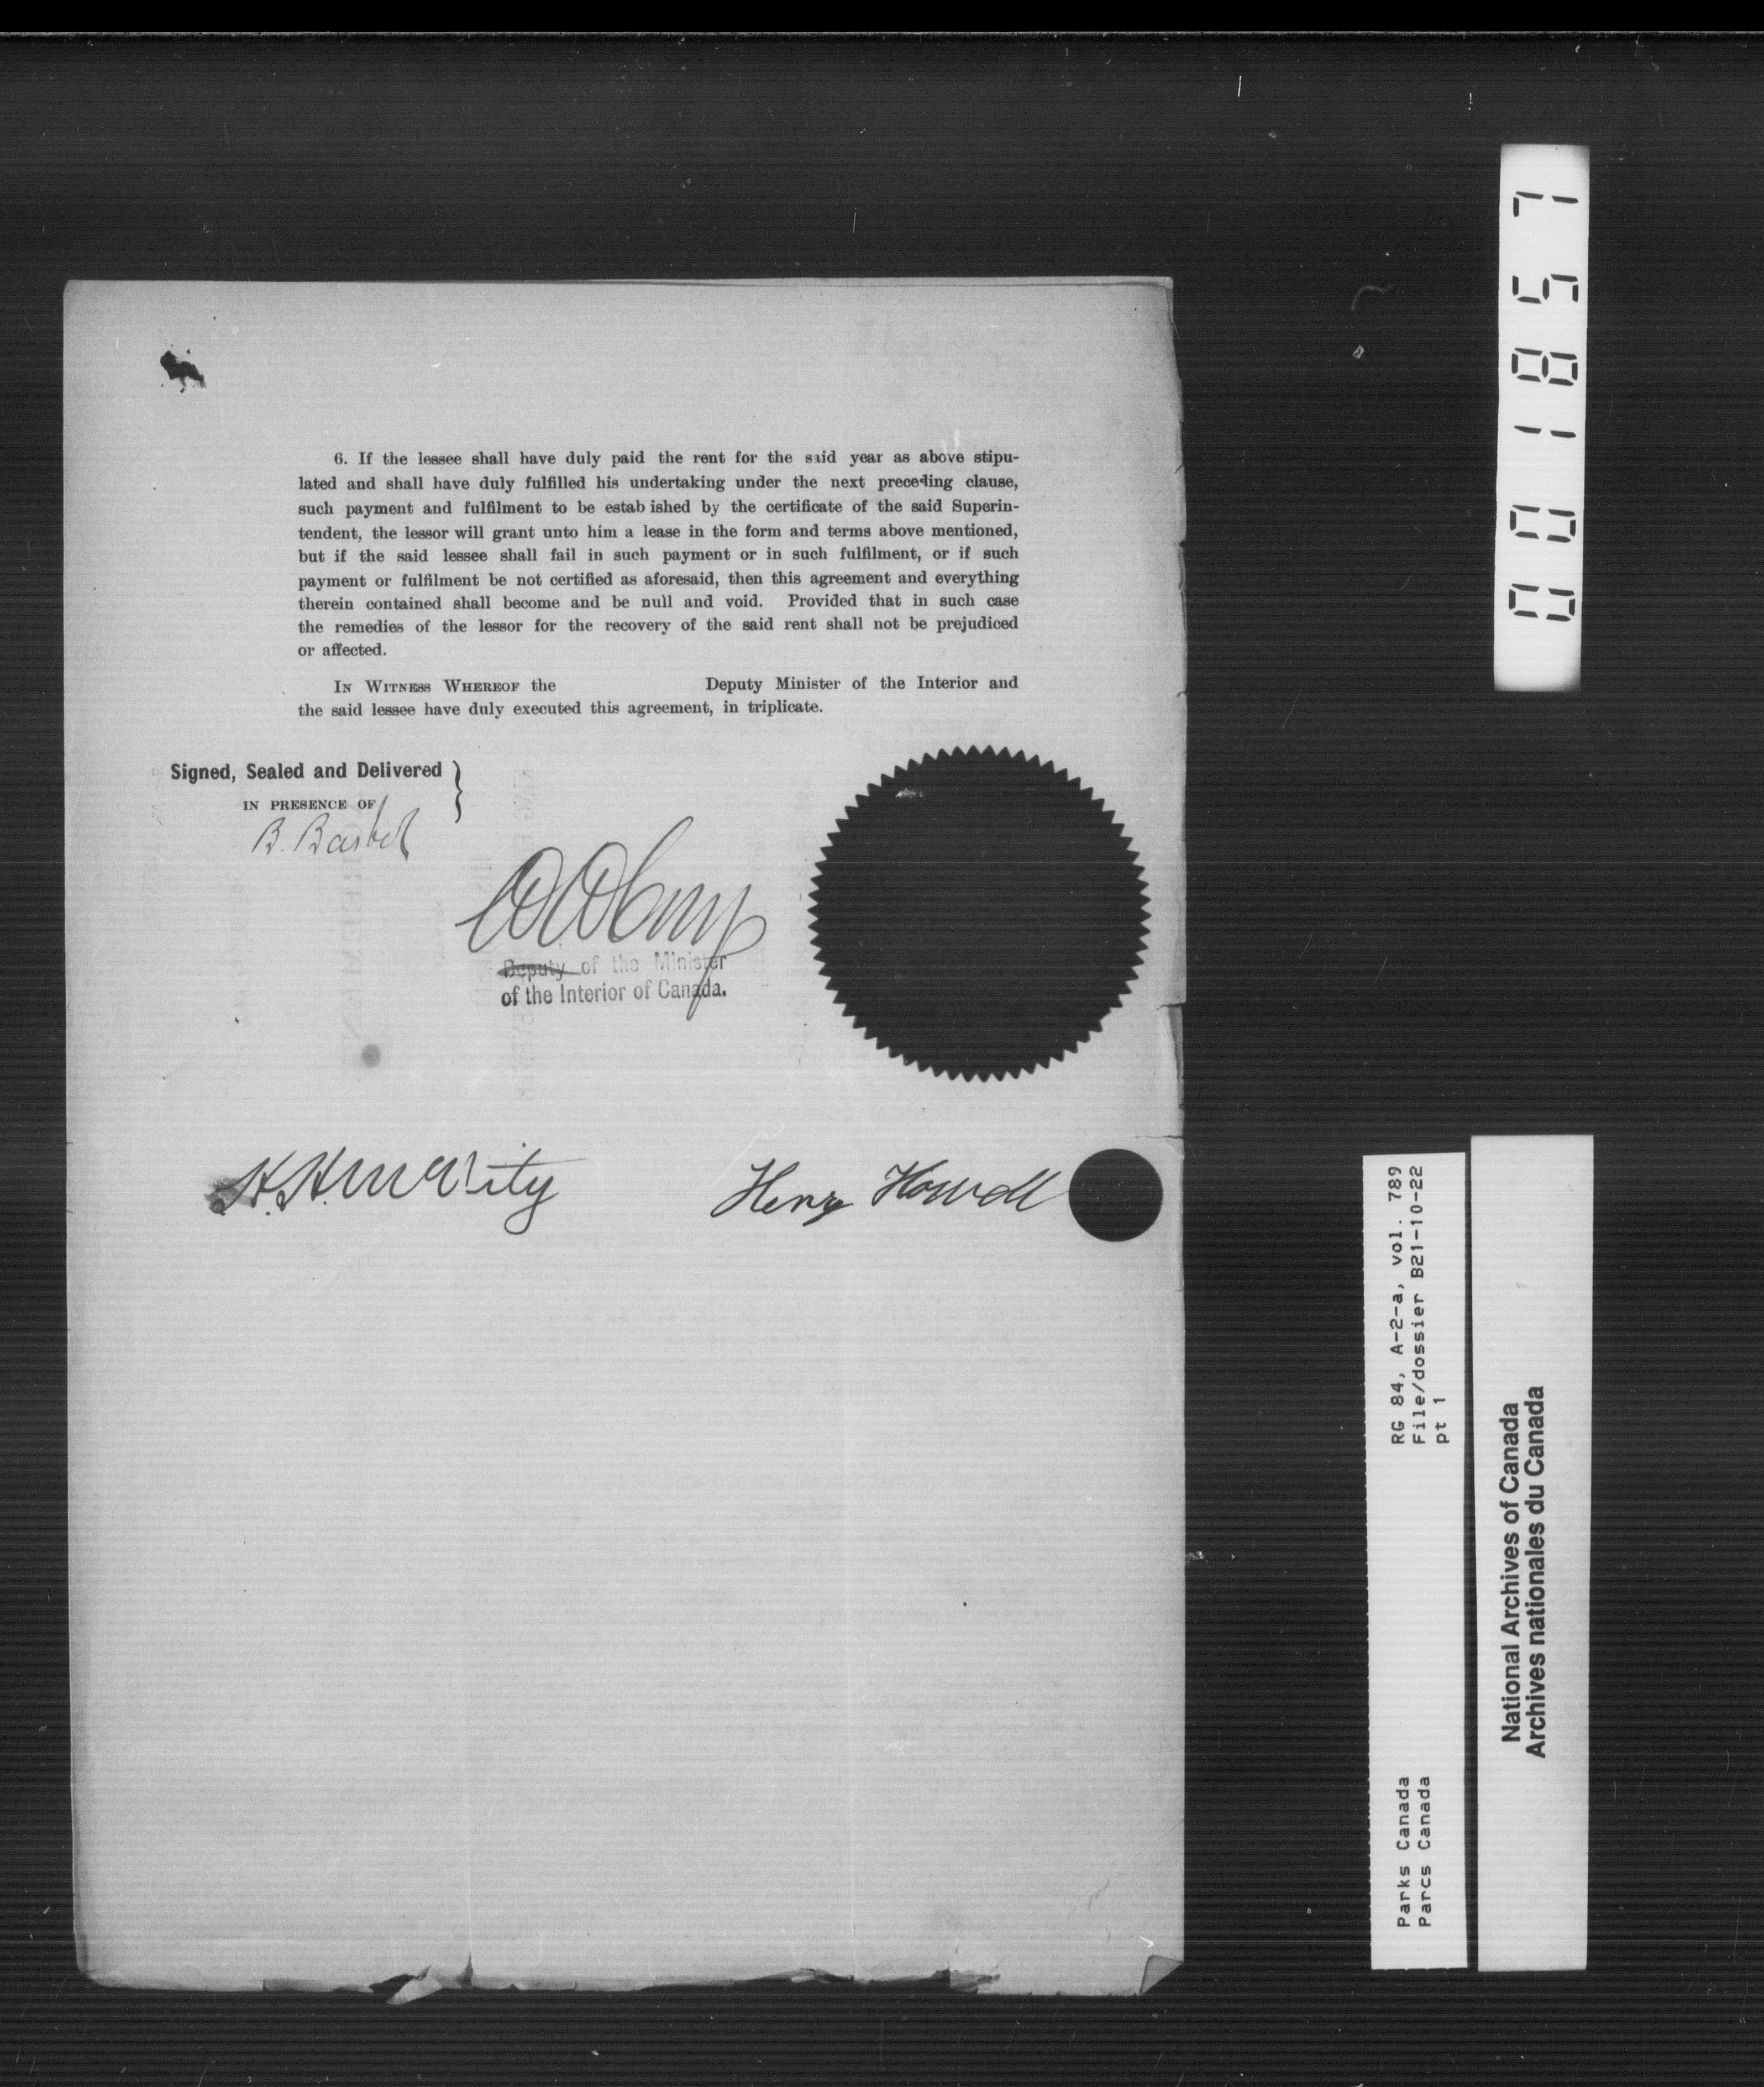 6. If the lessee shall have duly paid the rent for the said year as above stipu-
lated and shall have duly fulfilled his undertaking under the next preceding clause,
such payment and fulfilment to be estab ished by the certificate of the said Superin-
tendent, the lessor will grant unto him a lease in the form and terms above mentioned,
but if the said lessee shall fail in such payment or in such fulfilment, or if such
payment or fulfilment be not certified as aforesaid, then this agreement and everything
therein contained shall become and be null and void. Provided that in such case
the remedies of the lessor for the recovery of the said rent shall not be prejudiced
or affected.
IN WITNESS WHEREOF the Deputy Minister of the Interior and
the said lessee have duly executed this agreement, in triplicate.
Signed, Sealed and Delivered }
IN PRESENCE OF
B.
Deputy of the Minister
of the Interior of Canada.
Henry Howell
001857
RG 84, A-2-a, vol. 789
File/dossier B21-10-22
pt 1
Parks Canada
Parcs Canada
National Archives of Canada
Archives nationales du Canada